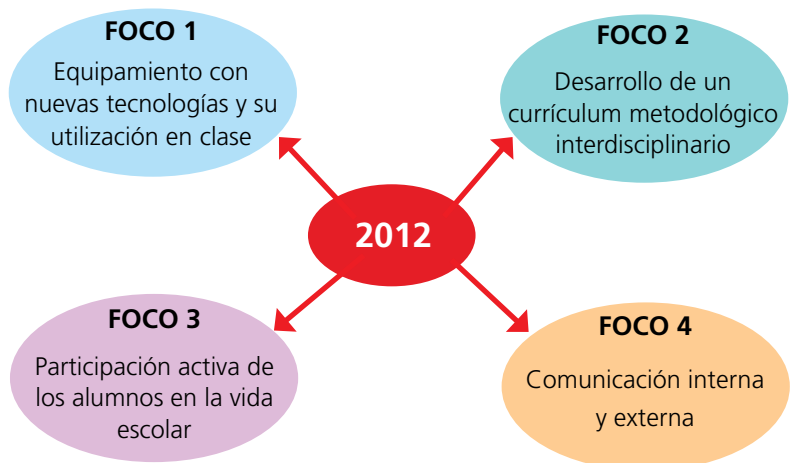 FOCO 1
Equipamiento con
nuevas tecnologías y su
utilización en clase
FOCO 2
Desarrollo de un
currículum metodológico
interdisciplinario
2012
FOCO 3
Participación activa de
los alumnos en la vida
escolar
FOCO 4
Comunicación interna
y externa